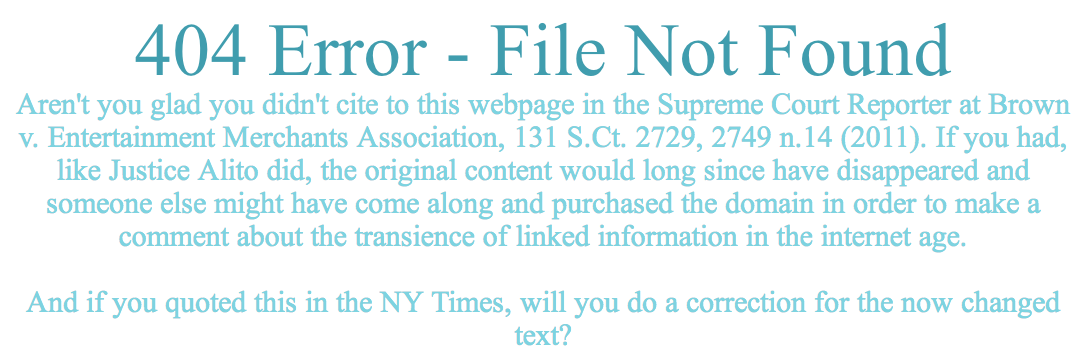 404 Error - File Not Found
Aren't you glad you didn't cite to this webpage in the Supreme Court Reporter at Brown
v. Entertainment Merchants Association, 131 S.Ct. 2729, 2749 n.14 (2011). If you had,
like Justice Alito did, the original content would long since have disappeared and
someone else might have come along and purchased the domain in order to make a
comment about the transience of linked information in the internet age.
And if you quoted this in the NY Times, will you do a correction for the now changed
text?